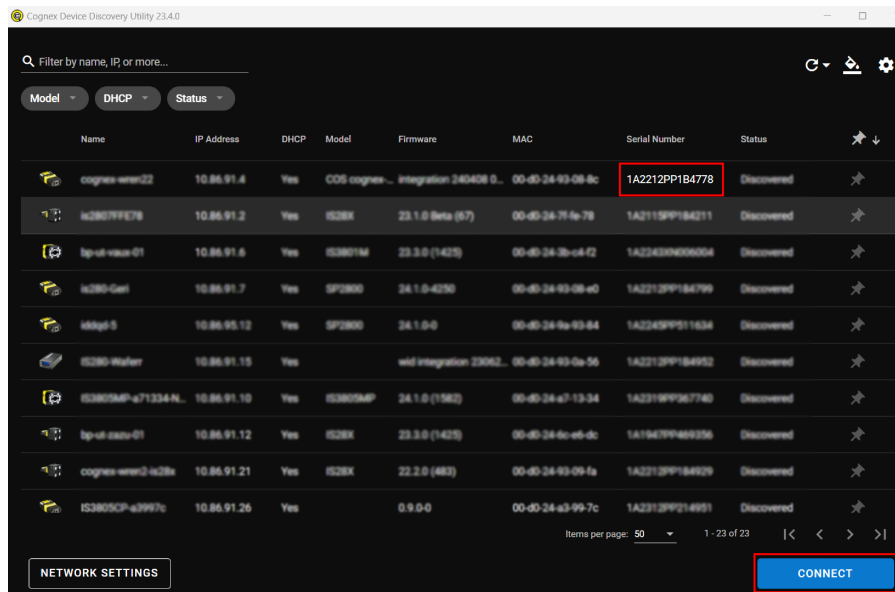 Cognex Device Discovery Utility 23.4.0
Filter by name, IP, or more...
Model DHCP Status
Name IP Address DHCP Model Firmware MAC Serial Number Status
cognex-wren22 10.86.91.4 Yes COS cognex-... integration 240408 0... 00-d0-24-93-08-8c 1A2212PP1B4778 Discovered
is2807FFE78 10.86.91.2 Yes IS28X 23.1.0 Beta (67) 00-d0-24-7f-fe-78 Discovered
bp-ut-vaux-01 10.86.91.6 Yes IS3801M 23.3.0 (1425) 00-d0-24-3b-c4-f2 1A2243XN006004 Discovered
is280-Geri 10.86.91.7 Yes SP2800 24.1.0-4250 00-d0-24-93-08-e0 Discovered
iddqd-5 10.86.95.12 Yes SP2800 24.1.0-0 00-d0-24-9a-93-84 1A2245PP511634 Discovered
IS280-Waferr 10.86.91.15 Yes wid integration 23062... 00-d0-24-93-0a-56 Discovered
IS3805MP-a71334-N... 10.86.91.10 Yes IS3805MP 24.1.0 (1582) 00-d0-24-a7-13-34 1A2319PP367740 Discovered
bp-ut-zazu-01 10.86.91.12 Yes IS28X 23.3.0 (1425) 00-d0-24-6c-e6-dc 1A1947PP469356 Discovered
cognex-wren2-is28x 10.86.91.21 Yes IS28X 22.2.0 (483) 00-d0-24-93-09-fa Discovered
IS3805CP-a3997c 10.86.91.26 Yes 0.9.0-0 00-d0-24-a3-99-7c 1A2312PP214951 Discovered
Items per page: 50 1 - 23 of 23
NETWORK SETTINGS CONNECT